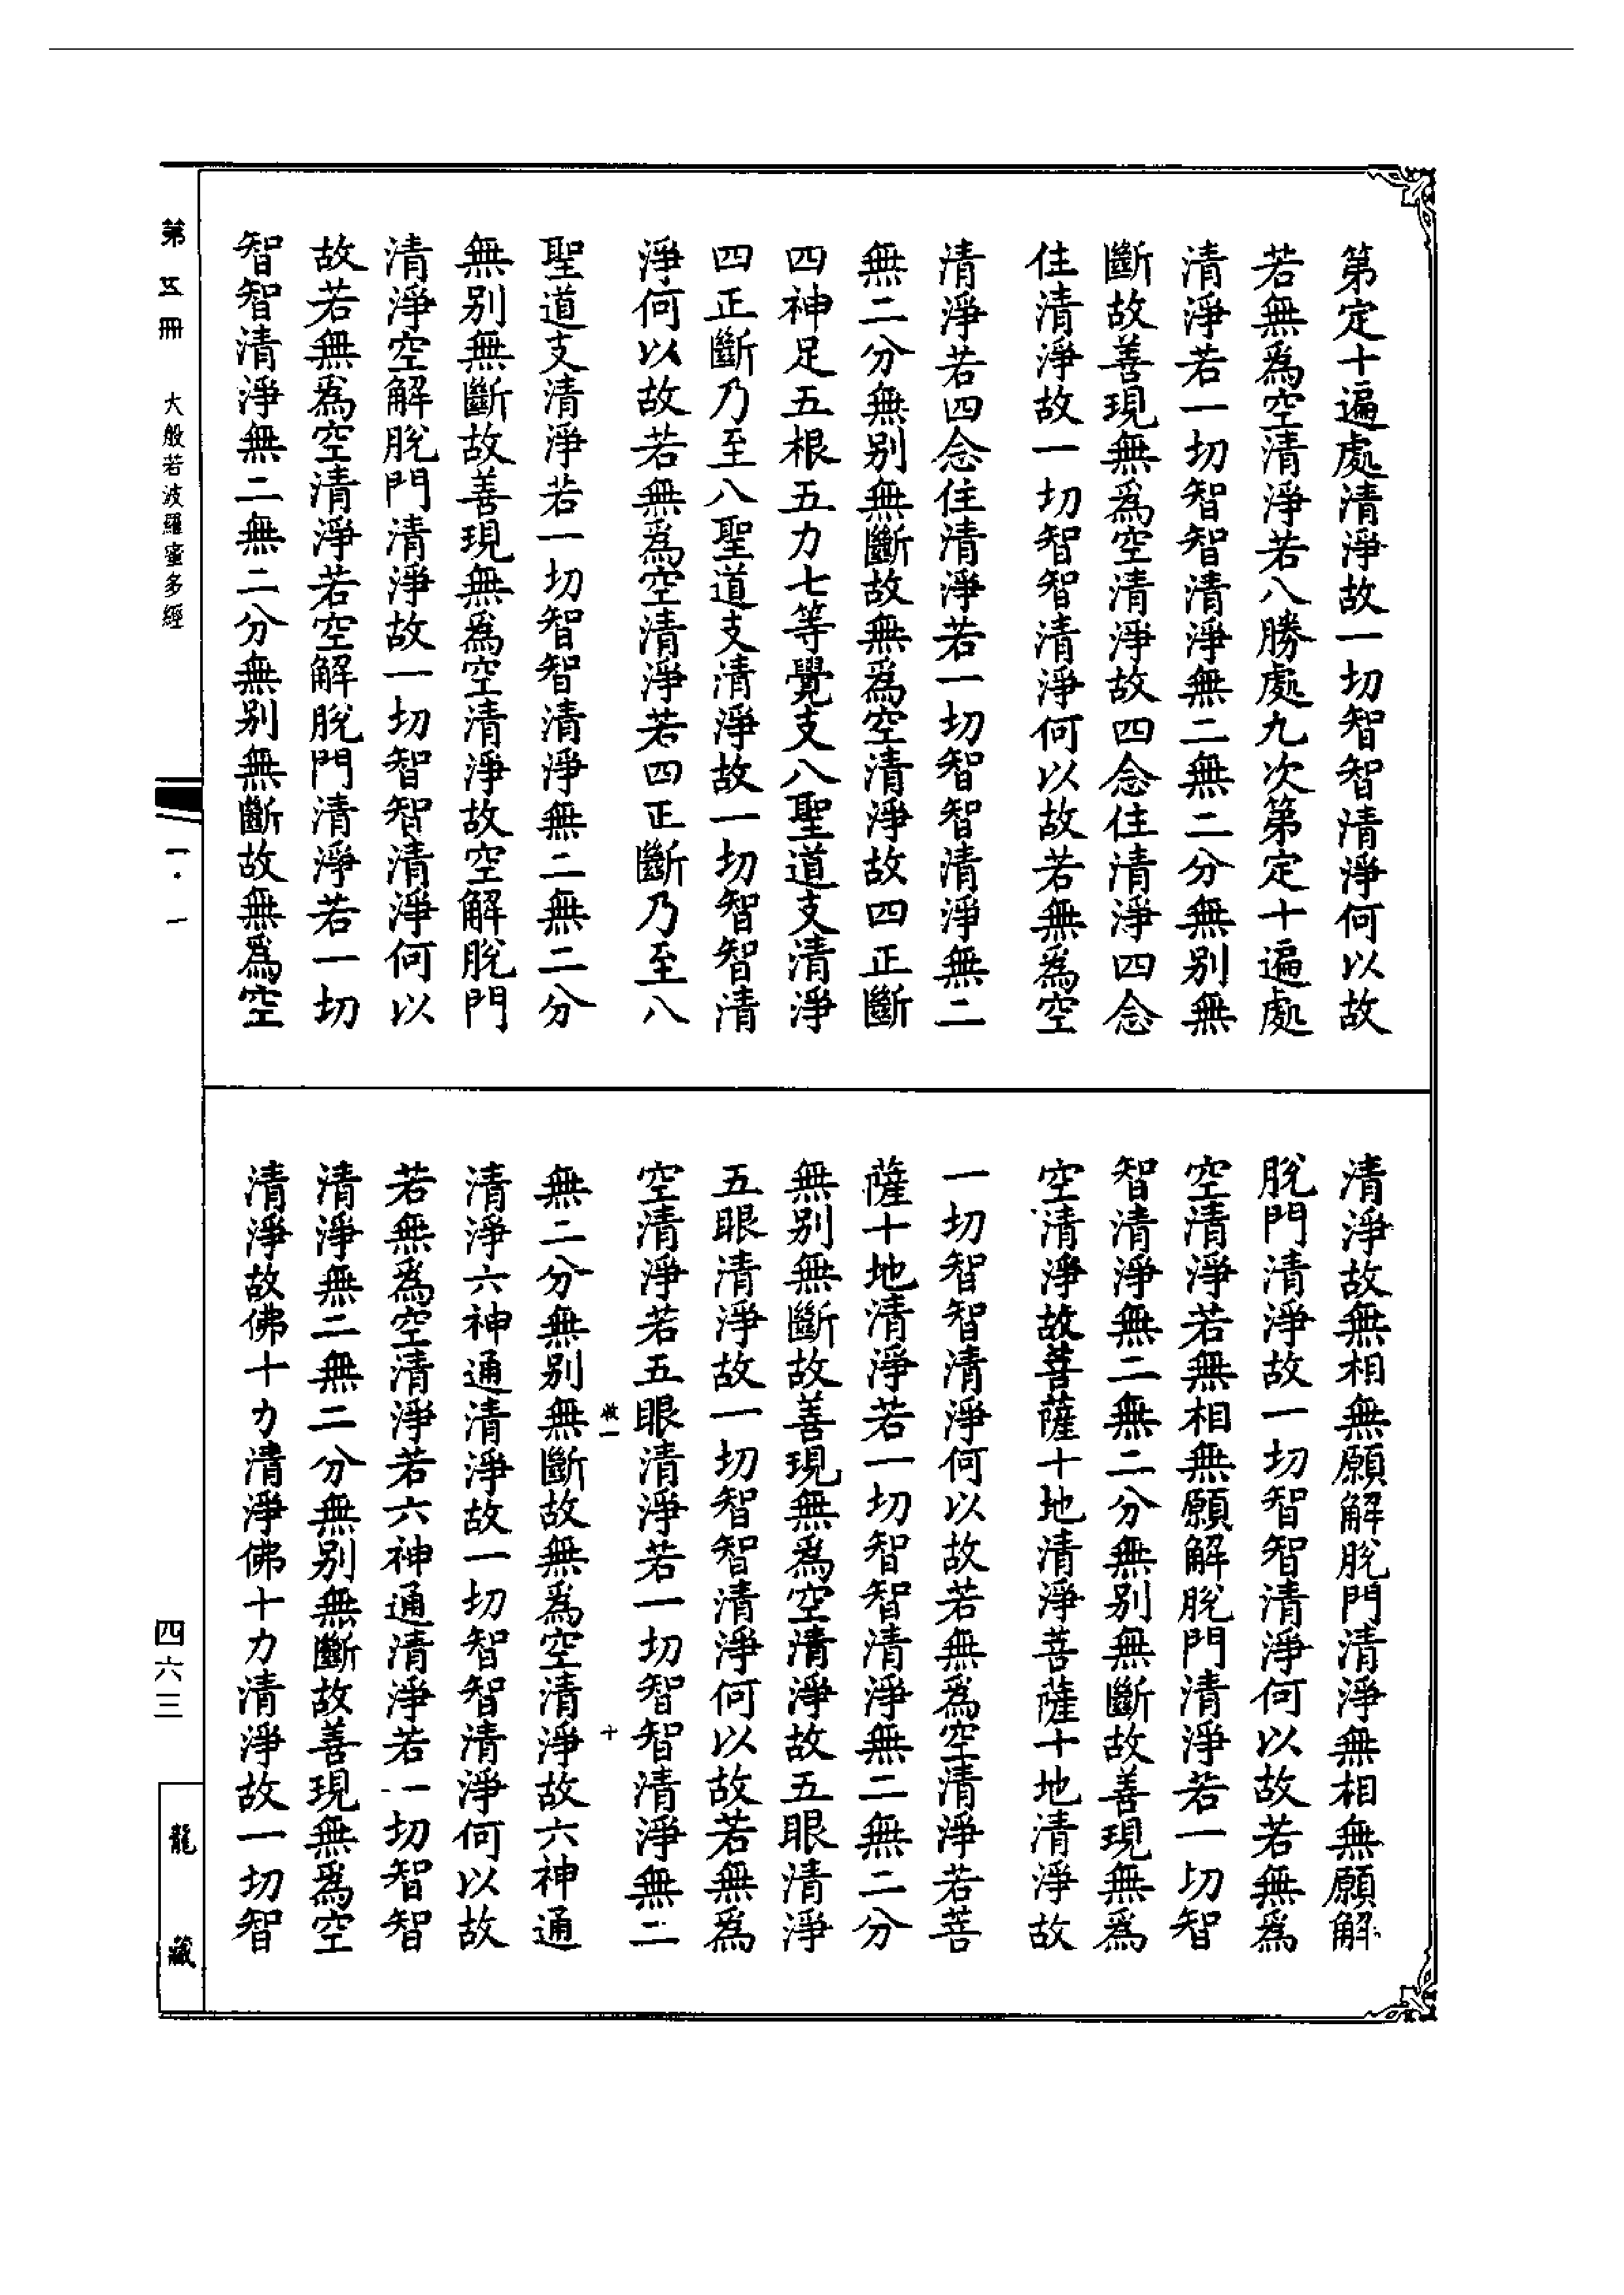 第定十遍處清淨故一切智智清淨何以故
若無爲空清淨若八勝處九次第定十遍處
清淨若一切智智清淨無二無二分無別無
斷故善現無爲空清淨故四念住清淨四念
住清淨故一切智智清淨何以故若無爲空
清淨若四念住清淨若一切智智清淨無二
無二分無別無斷故無爲空清淨故四正斷
四神足五根五力七等覺支八聖道支清淨
四正斷乃至八聖道支清淨故一切智智清
淨何以故若無爲空清淨若四正斷乃至八
聖道支清淨若一切智智清淨無二無二分
無別無斷故善現無爲空清淨故空解脫門
清淨空解脫門清淨故一切智智清淨何以
故若無爲空清淨若空解脫門清淨若一切
智智清淨無二無二分無別無斷故無爲空
清淨故無相無願解脫門清淨無相無願解
脫門清淨故一切智智清淨何以故若無爲
空清淨若無相無願解脫門清淨若一切智
智清淨無二無二分無別無斷故善現無爲
空清淨故菩薩十地清淨菩薩十地清淨故
一切智智清淨何以故若無爲空清淨若菩
薩十地清淨若一切智智清淨無二無二分
無別無斷故善現無爲空清淨故五眼清淨
五眼清淨故一切智智清淨何以故若無爲
空清淨若五眼清淨若一切智智清淨無二
十
無二分無別無斷故無爲空清淨故六神通
清淨六神通清淨故一切智智清淨何以故
若無爲空清淨若六神通清淨若一切智智
清淨無二無二分無別無斷故善現無爲空
清淨故佛十力清淨佛十力清淨故一切智
第五冊 大般若波羅蜜多經 一·一 四六三 龍藏